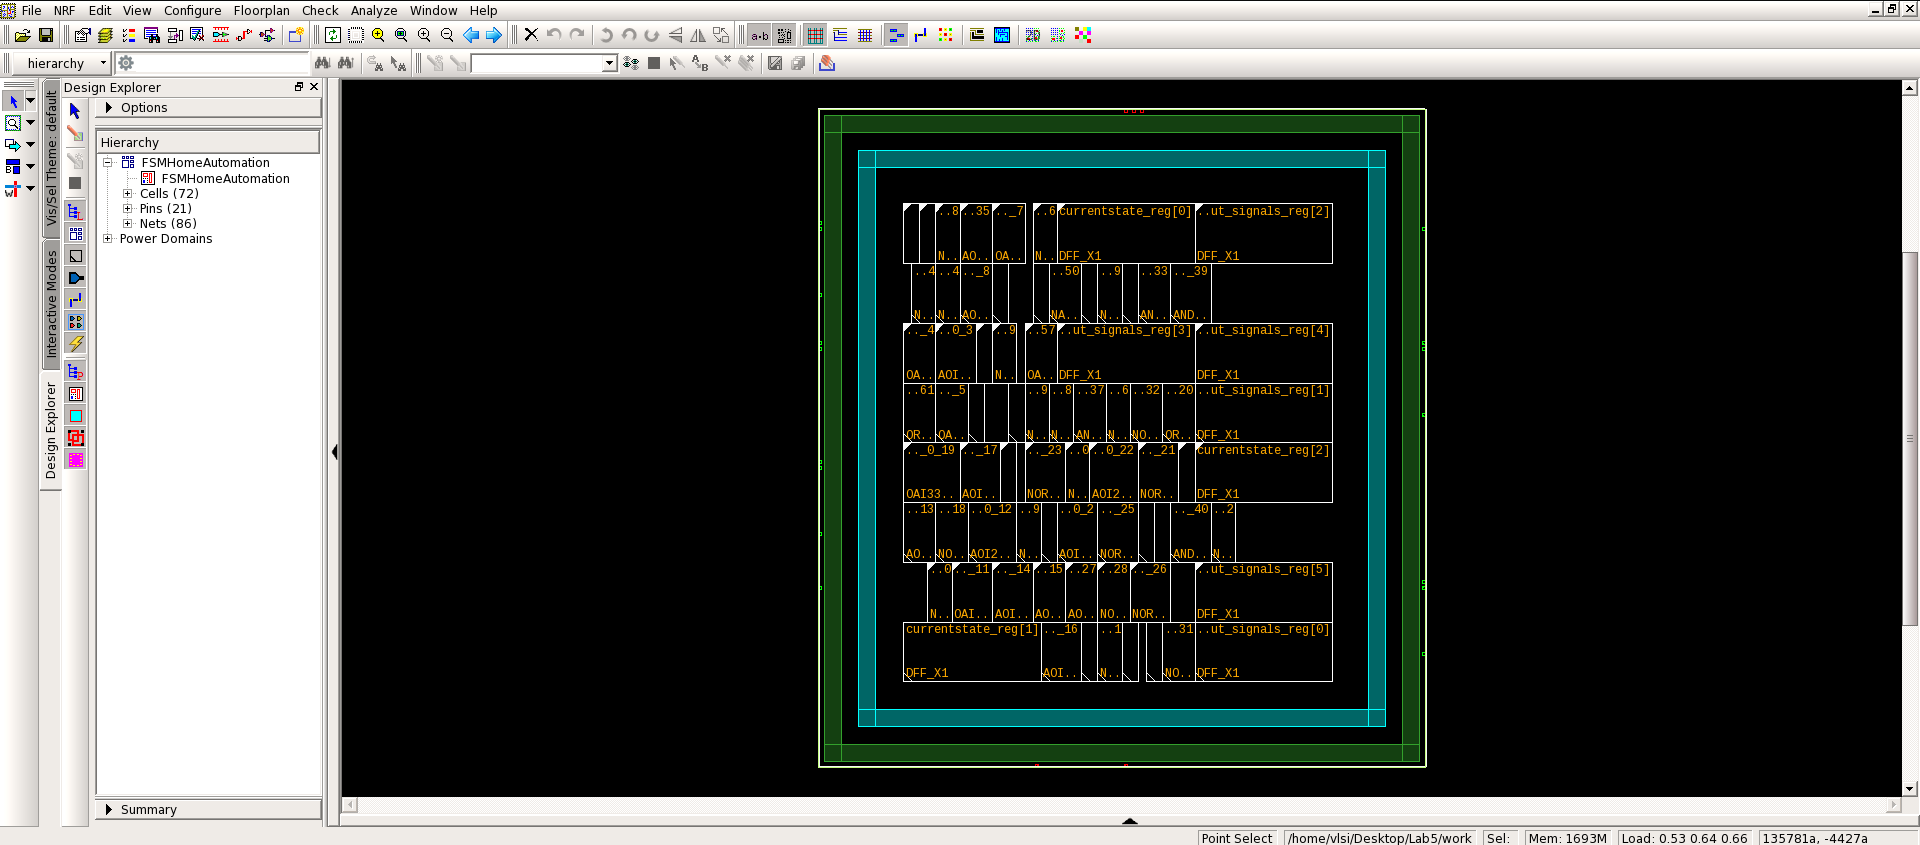 File NRF Edit View Configure Floorplan Check Analyze Window Help
a•b
hierarchy
Design Explorer
Options
Hierarchy
FSMHomeAutomation
FSMHomeAutomation
Cells (72)
Pins (21)
Nets (86)
Power Domains
Summary
Vis/Sel Theme: default
Interactive Modes
Design Explorer
..8 ..35 .._7 ..6 currentstate_reg[0] ..ut_signals_reg[2]
N.. AO.. OA.. N.. DFF_X1 DFF_X1
..4 ..4 .._8 ..50 ..9 ..33 .._39
N.. N.. AO.. NA.. N.. AN.. AND..
.._4 ..0_3 ..9 ..57 ..ut_signals_reg[3] ..ut_signals_reg[4]
OA.. AOI.. N.. OA.. DFF_X1 DFF_X1
..61 .._5 ..9 ..8 ..37 ..6 ..32 ..20 ..ut_signals_reg[1]
OR.. OA.. N.. N.. AN.. N.. NO.. OR.. DFF_X1
.._0_19 .._17 .._23 ..0 ..0_22 .._21 currentstate_reg[2]
OAI33.. AOI.. NOR.. N.. AOI2.. NOR.. DFF_X1
..13 ..18 ..0_12 ..9 ..0_2 .._25 .._40 ..2
AO.. NO.. AOI2.. N.. AOI.. NOR.. AND.. N..
..0 .._11 .._14 ..15 ..27 ..28 .._26 ..ut_signals_reg[5]
N.. OAI.. AOI.. AO.. AO.. NO.. NOR.. DFF_X1
currentstate_reg[1] .._16 ..1 ..31 ..ut_signals_reg[0]
DFF_X1 AOI.. N.. NO.. DFF_X1
Point Select /home/vlsi/Desktop/Lab5/work Sel: Mem: 1693M Load: 0.53 0.64 0.66 135781a, -4427a